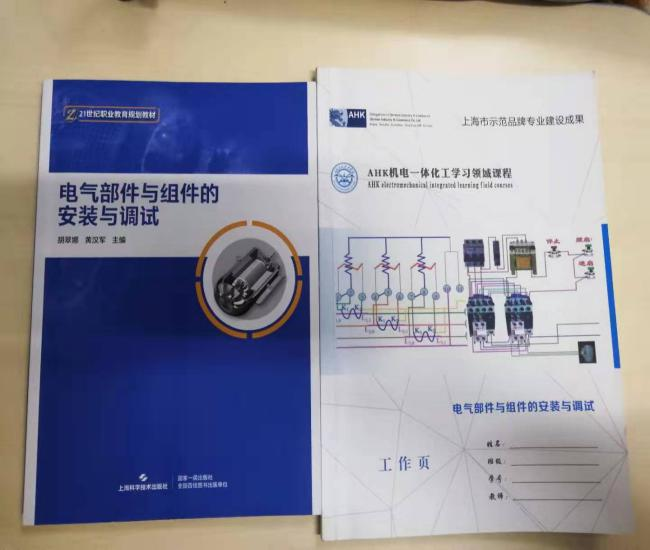 21世纪职业教育规划教材
电气部件与组件的
安装与调试
胡翠娜 黄汉军 主编
上海科学技术出版社
国家一级出版社
全国百佳图书出版单位
AHK
上海市示范品牌专业建设成果
AHK机电一体化工学习领域课程
AHK electromechanical integrated learning field courses
停止
慢启
速启
电气部件与组件的安装与调试
工作页
姓名:
班级:
学号:
教师: